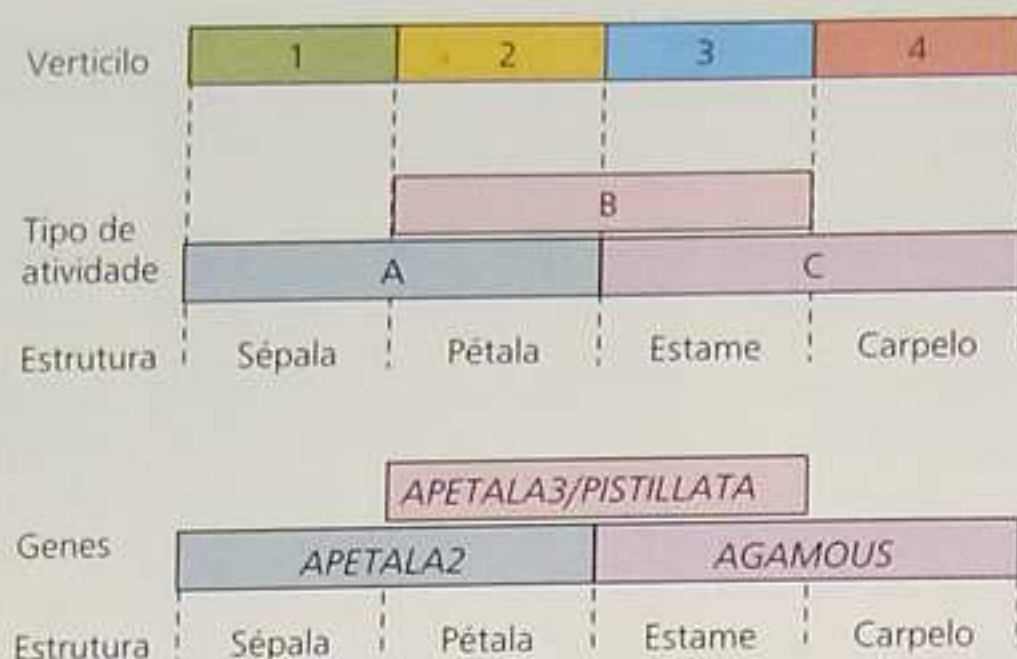 Verticilo 1 2 3 4
B
Tipo de
atividade A C
Estrutura Sépala Pétala Estame Carpelo
APETALA3/PISTILLATA
Genes APETALA2 AGAMOUS
Estrutura Sépala Pétala Estame Carpelo